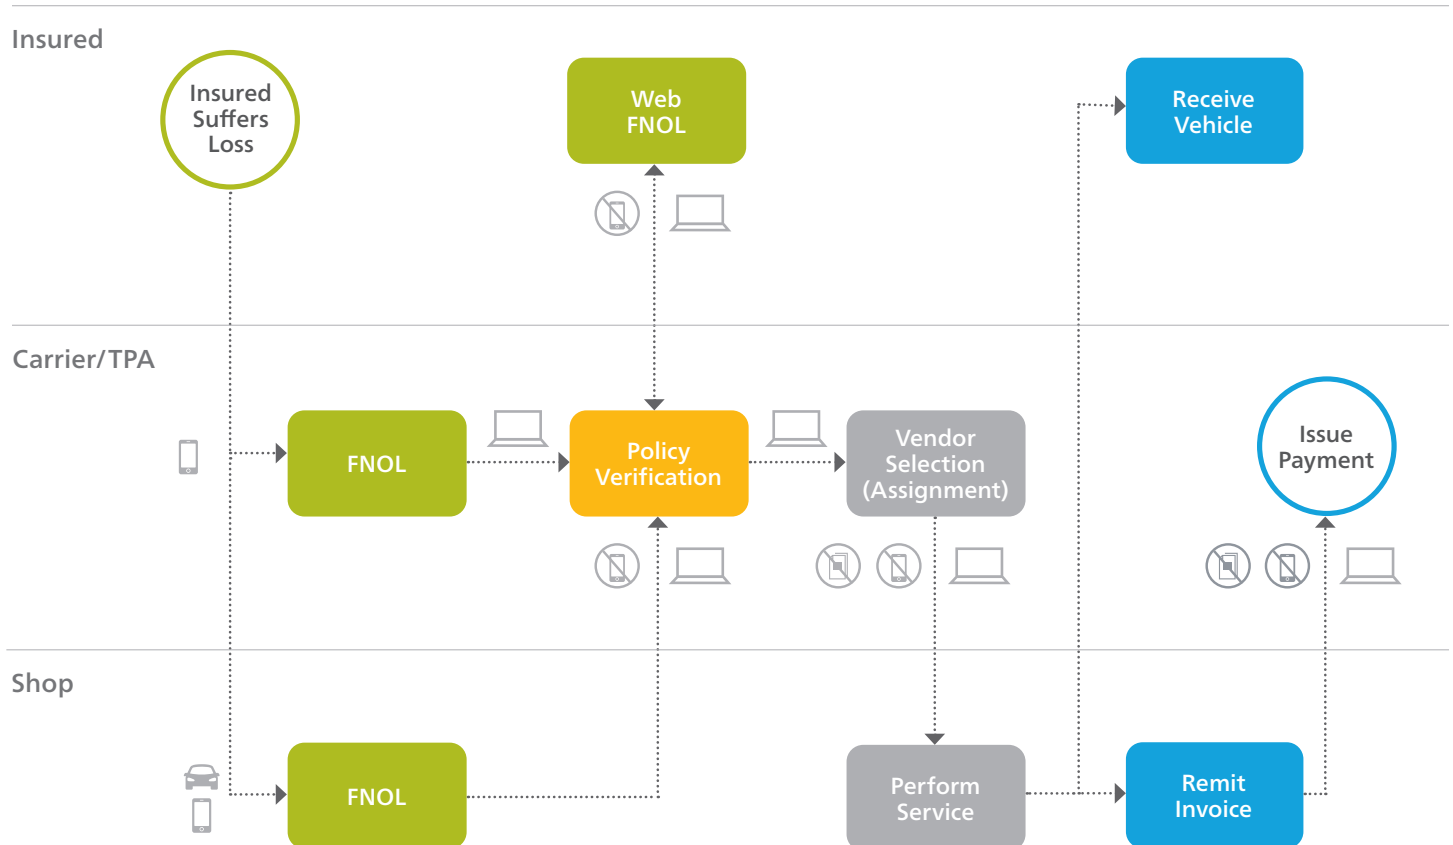 Insured
Insured
Suffers
Loss
Web
FNOL
Receive
Vehicle
Carrier/TPA
FNOL
Policy
Verification
Vendor
Selection
(Assignment)
Issue
Payment
Shop
FNOL
Perform
Service
Remit
Invoice